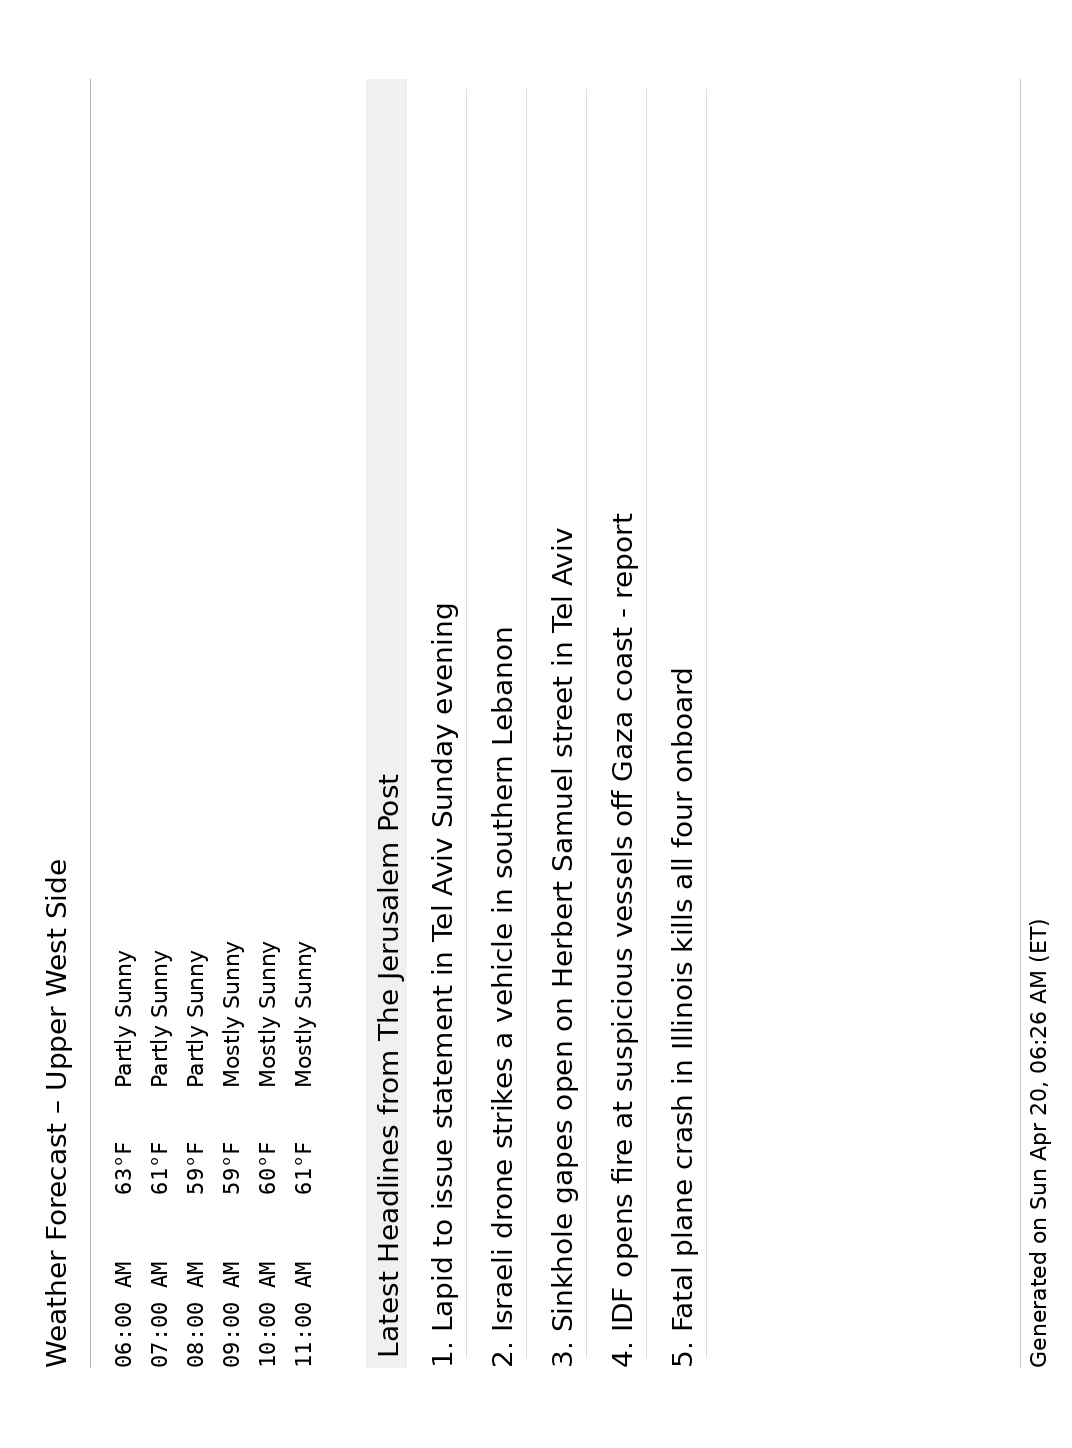 Weather Forecast – Upper West Side
06:00 AM 63°F Partly Sunny
07:00 AM 61°F Partly Sunny
08:00 AM 59°F Partly Sunny
09:00 AM 59°F Mostly Sunny
10:00 AM 60°F Mostly Sunny
11:00 AM 61°F Mostly Sunny
Latest Headlines from The Jerusalem Post
1. Lapid to issue statement in Tel Aviv Sunday evening
2. Israeli drone strikes a vehicle in southern Lebanon
3. Sinkhole gapes open on Herbert Samuel street in Tel Aviv
4. IDF opens fire at suspicious vessels off Gaza coast - report
5. Fatal plane crash in Illinois kills all four onboard
Generated on Sun Apr 20, 06:26 AM (ET)